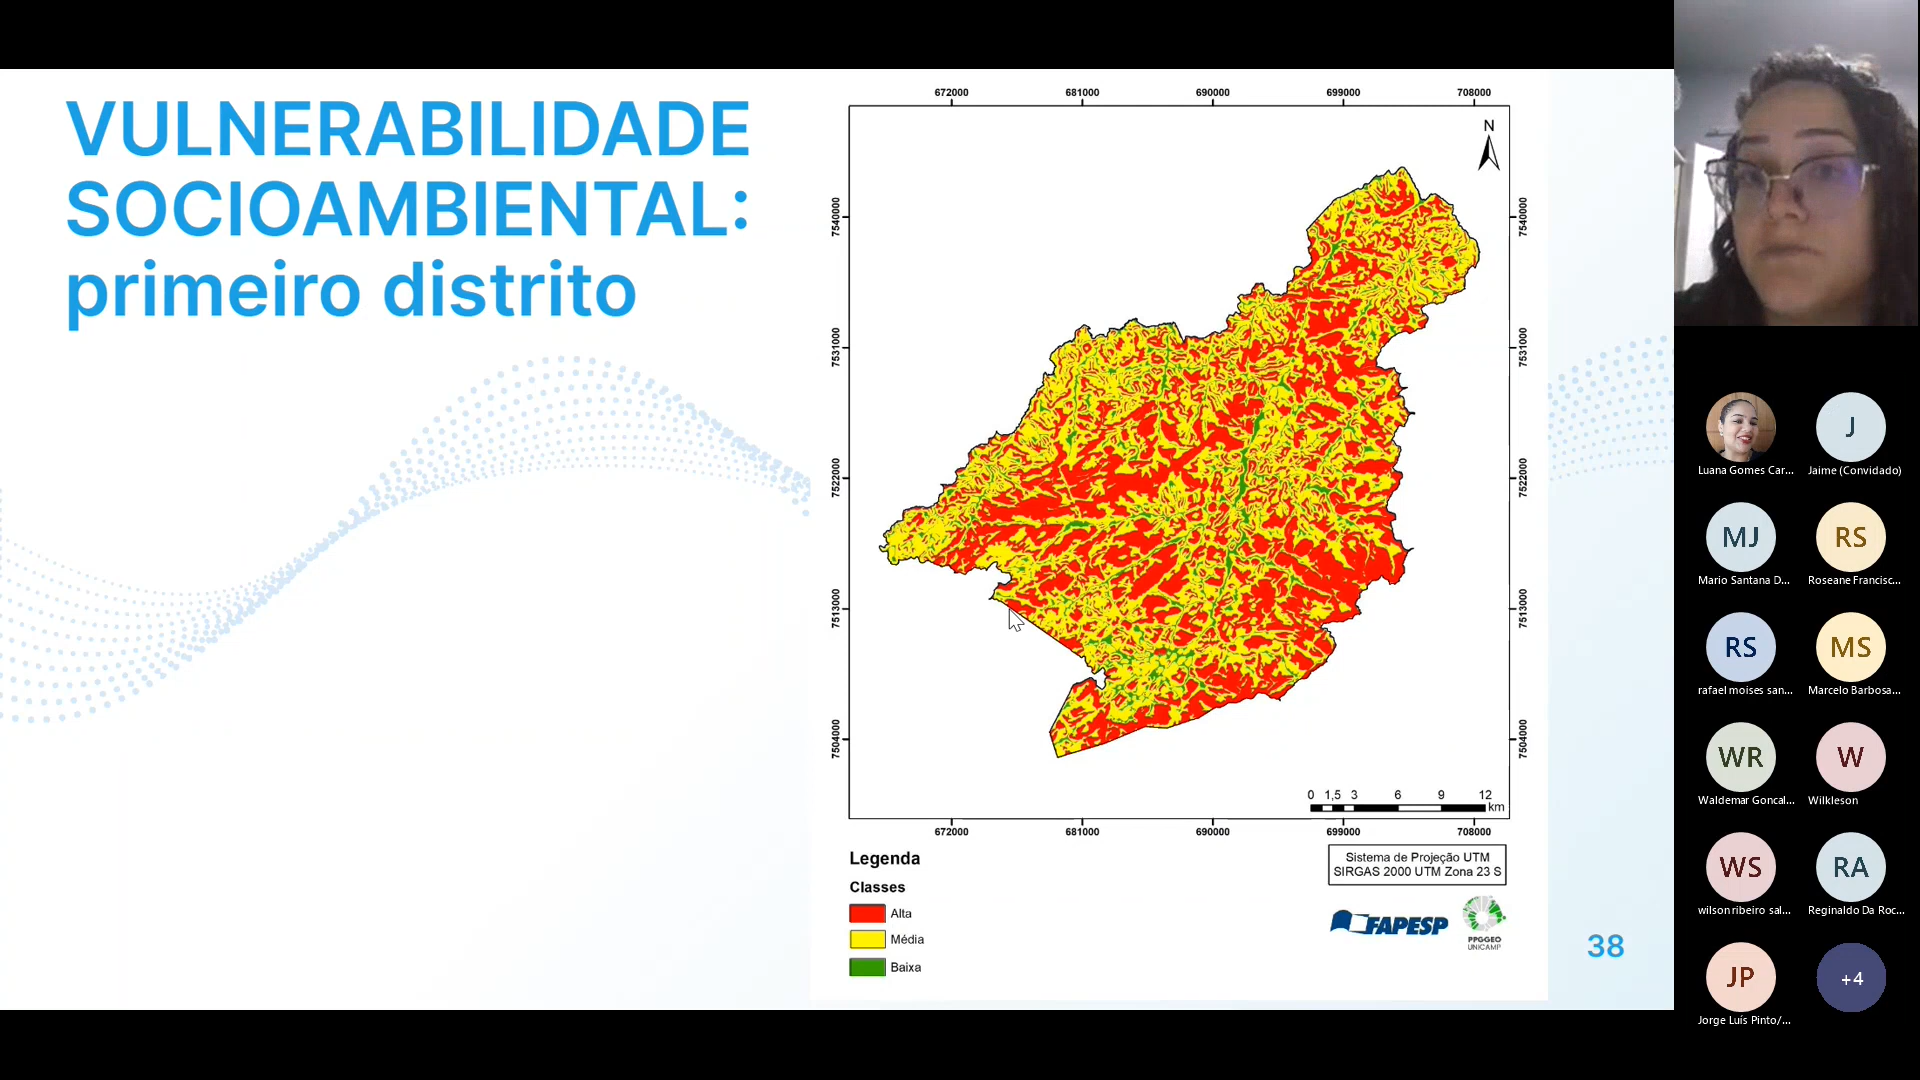 VULNERABILIDADE
SOCIOAMBIENTAL:
primeiro distrito
672000 681000 690000 699000 708000
N
7540000 7540000
7531000 7531000
7522000 7522000
7513000 7513000
7504000 7504000
0 1,5 3 6 9 12
km
672000 681000 690000 699000 708000
Legenda
Classes
Alta
Média
Baixa
Sistema de Projeção UTM
SIRGAS 2000 UTM Zona 23 S
FAPESP
PPGGEO
UNICAMP
38
Luana Gomes Car...
J
Jaime (Convidado)
MJ
Mario Santana D...
RS
Roseane Francisc...
RS
rafael moises san...
MS
Marcelo Barbosa...
WR
Waldemar Goncal...
W
Wilkleson
WS
wilson ribeiro sal...
RA
Reginaldo Da Roc...
JP
Jorge Luís Pinto/...
+4